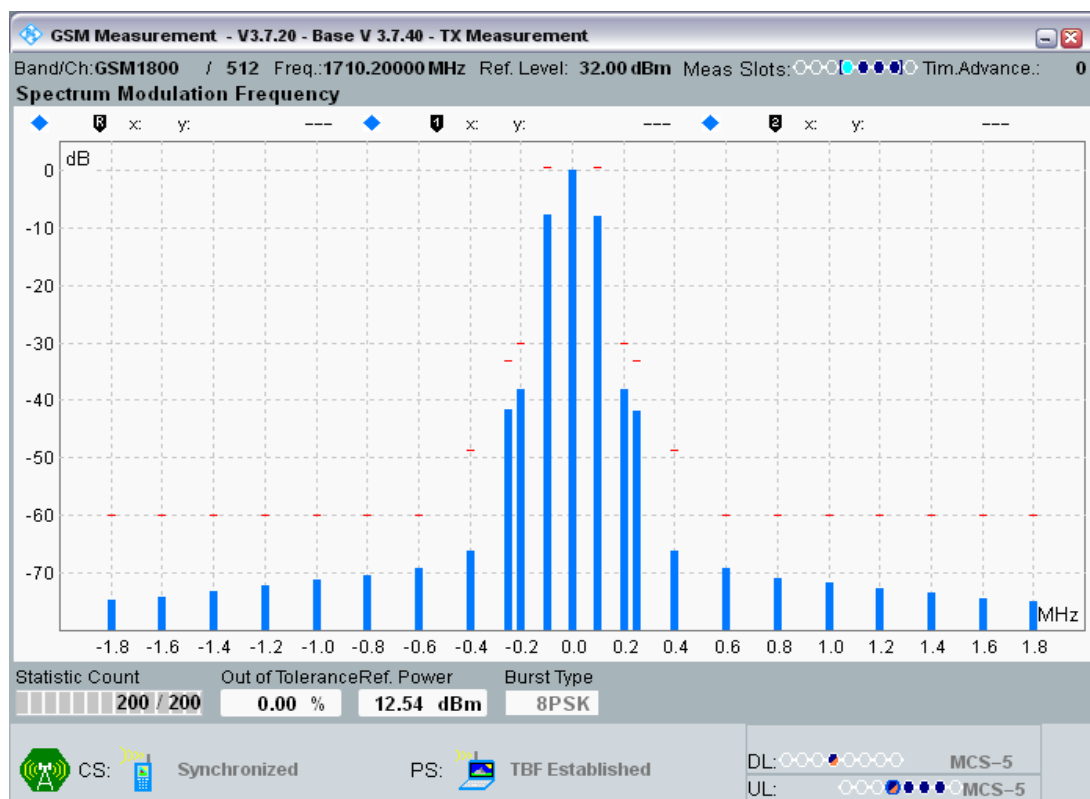 GSM Measurement - V3.7.20 - Base V 3.7.40 - TX Measurement
Band/Ch:GSM1800 / 512 Freq.:1710.20000 MHz Ref. Level: 32.00 dBm Meas Slots: Tim.Advance.: 0
Spectrum Modulation Frequency
R x: y: --- 1 x: y: --- 2 x: y: ---
dB
0
-10
-20
-30
-40
-50
-60
-70
MHz
-1.8 -1.6 -1.4 -1.2 -1.0 -0.8 -0.6 -0.4 -0.2 0.0 0.2 0.4 0.6 0.8 1.0 1.2 1.4 1.6 1.8
Statistic Count Out of Tolerance Ref. Power Burst Type
200 / 200 0.00 % 12.54 dBm 8PSK
CS: Synchronized PS: TBF Established
DL: MCS-5
UL: MCS-5